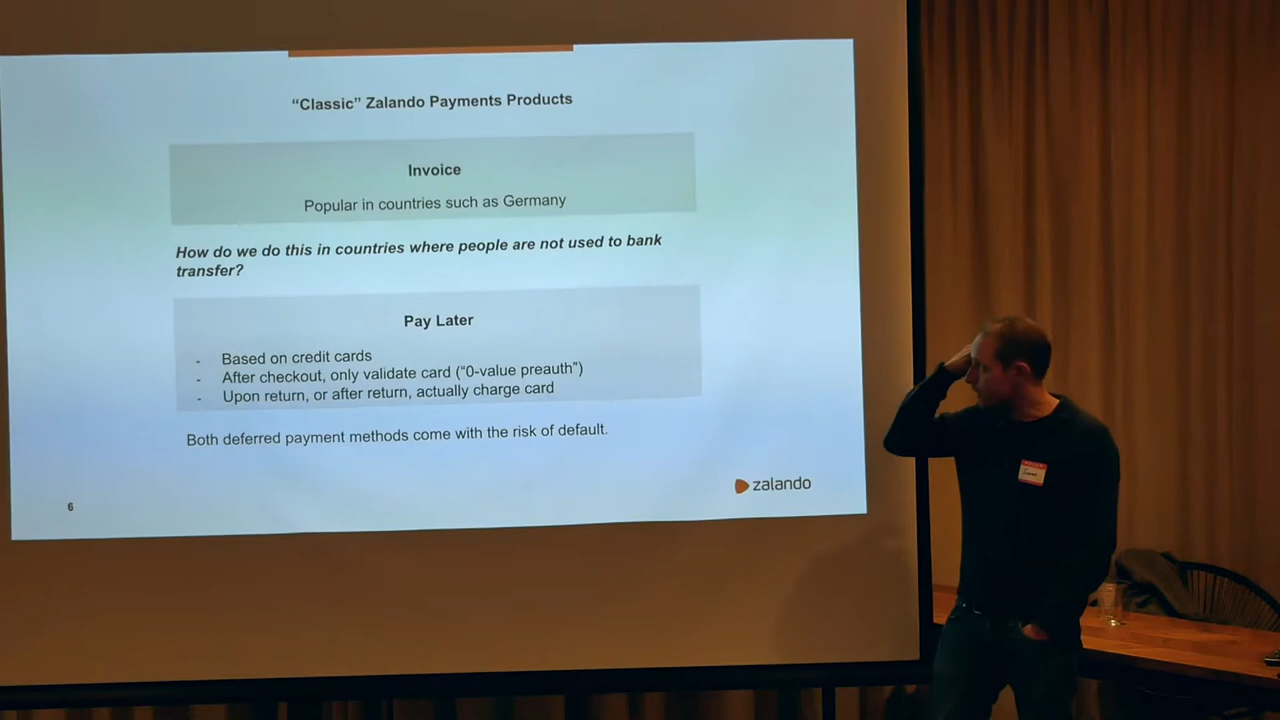 “Classic” Zalando Payments Products
Invoice
Popular in countries such as Germany
How do we do this in countries where people are not used to bank
transfer?
Pay Later
- Based on credit cards
- After checkout, only validate card (“0-value preauth”)
- Upon return, or after return, actually charge card
Both deferred payment methods come with the risk of default.
zalando
6